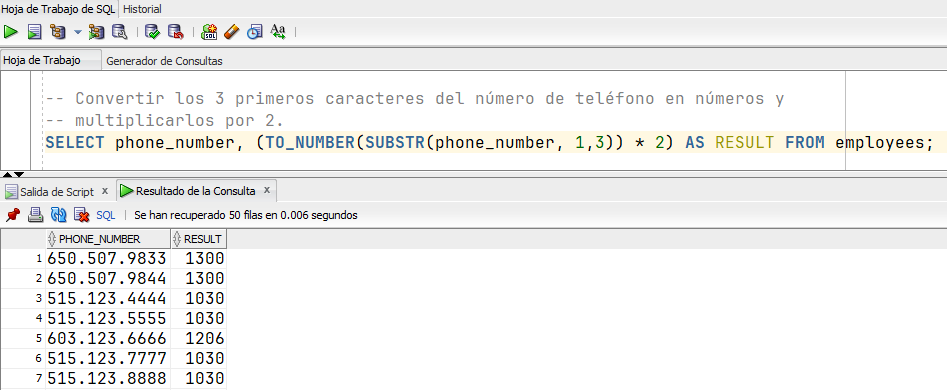 Hoja de Trabajo de SQL Historial
SQL
Hoja de Trabajo Generador de Consultas
-- Convertir los 3 primeros caracteres del número de teléfono en números y
-- multiplicarlos por 2.
SELECT phone_number, (TO_NUMBER(SUBSTR(phone_number, 1,3)) * 2) AS RESULT FROM employees;
Salida de Script x Resultado de la Consulta x
SQL | Se han recuperado 50 filas en 0.006 segundos
PHONE_NUMBER RESULT
1 650.507.9833 1300
2 650.507.9844 1300
3 515.123.4444 1030
4 515.123.5555 1030
5 603.123.6666 1206
6 515.123.7777 1030
7 515.123.8888 1030